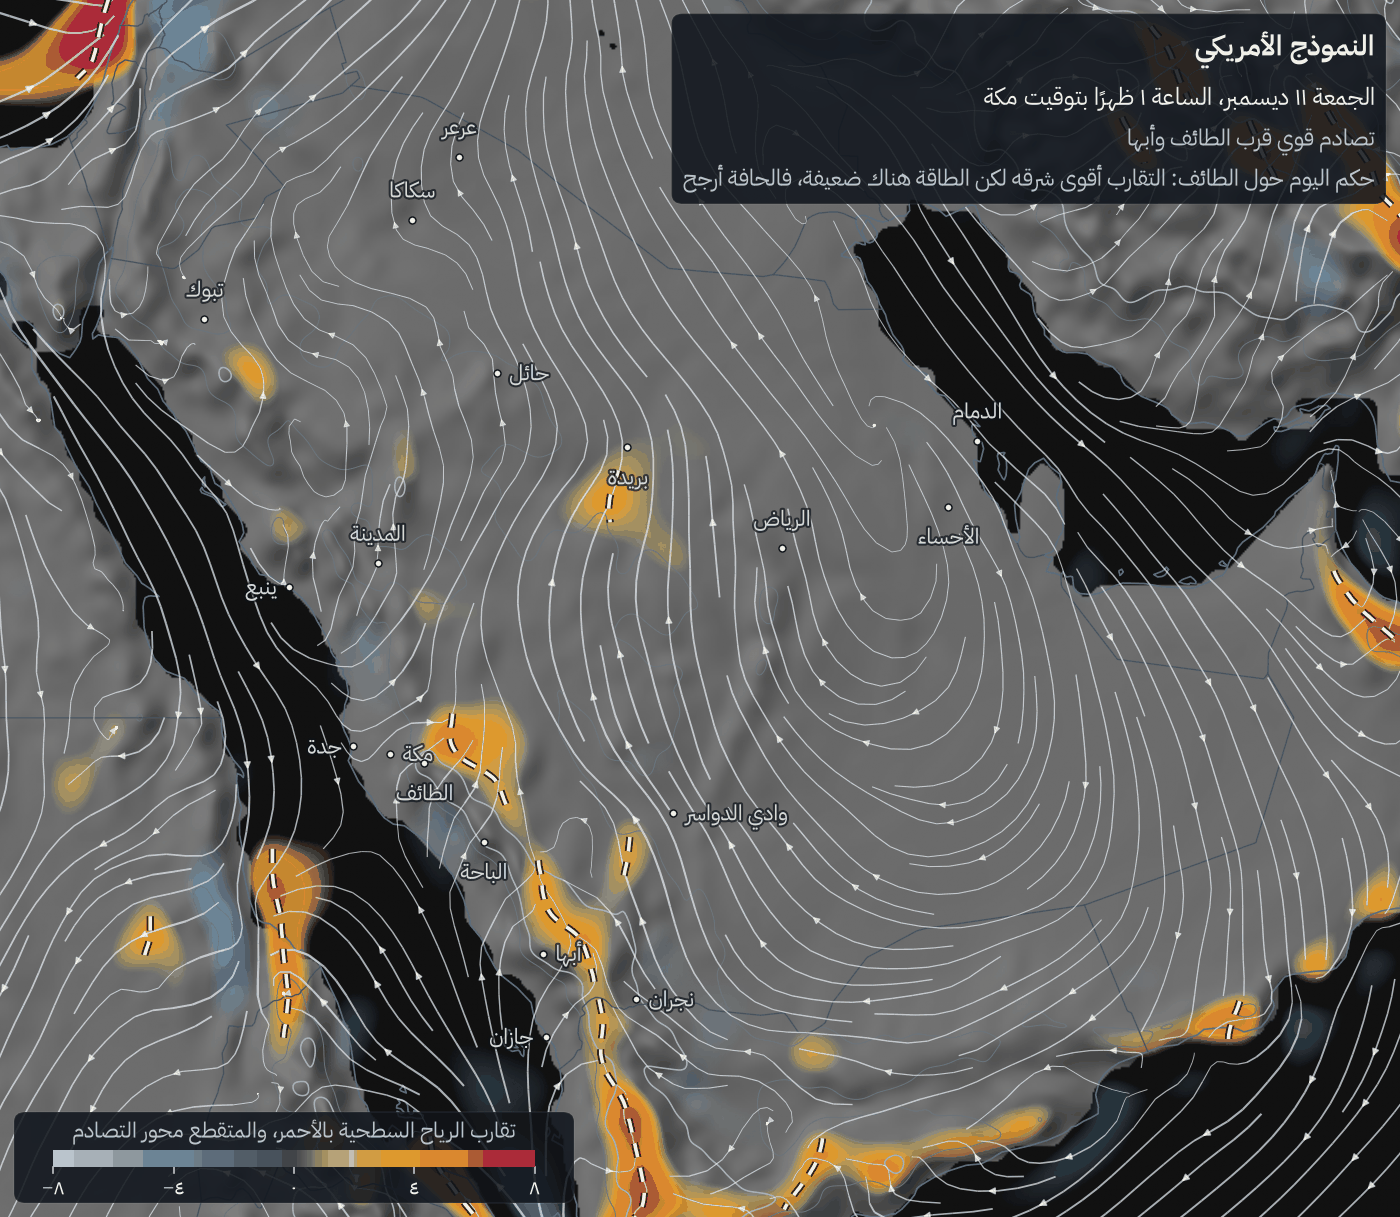 النموذج الأمريكي
الجمعة ١١ ديسمبر، الساعة ١ ظهرًا بتوقيت مكة
تصادم قوي قرب الطائف وأبها
حكم اليوم حول الطائف: التقارب أقوى شرقه لكن الطاقة هناك ضعيفة، فالحافة أرجح
عرعر
سكاكا
تبوك
حائل
الدمام
بريدة
الرياض
الأحساء
المدينة
ينبع
جدة
مكة
الطائف
وادي الدواسر
الباحة
أبها
نجران
جازان
تقارب الرياح السطحية بالأحمر، والمتقطع محور التصادم
−٨ −٤ ٠ ٤ ٨